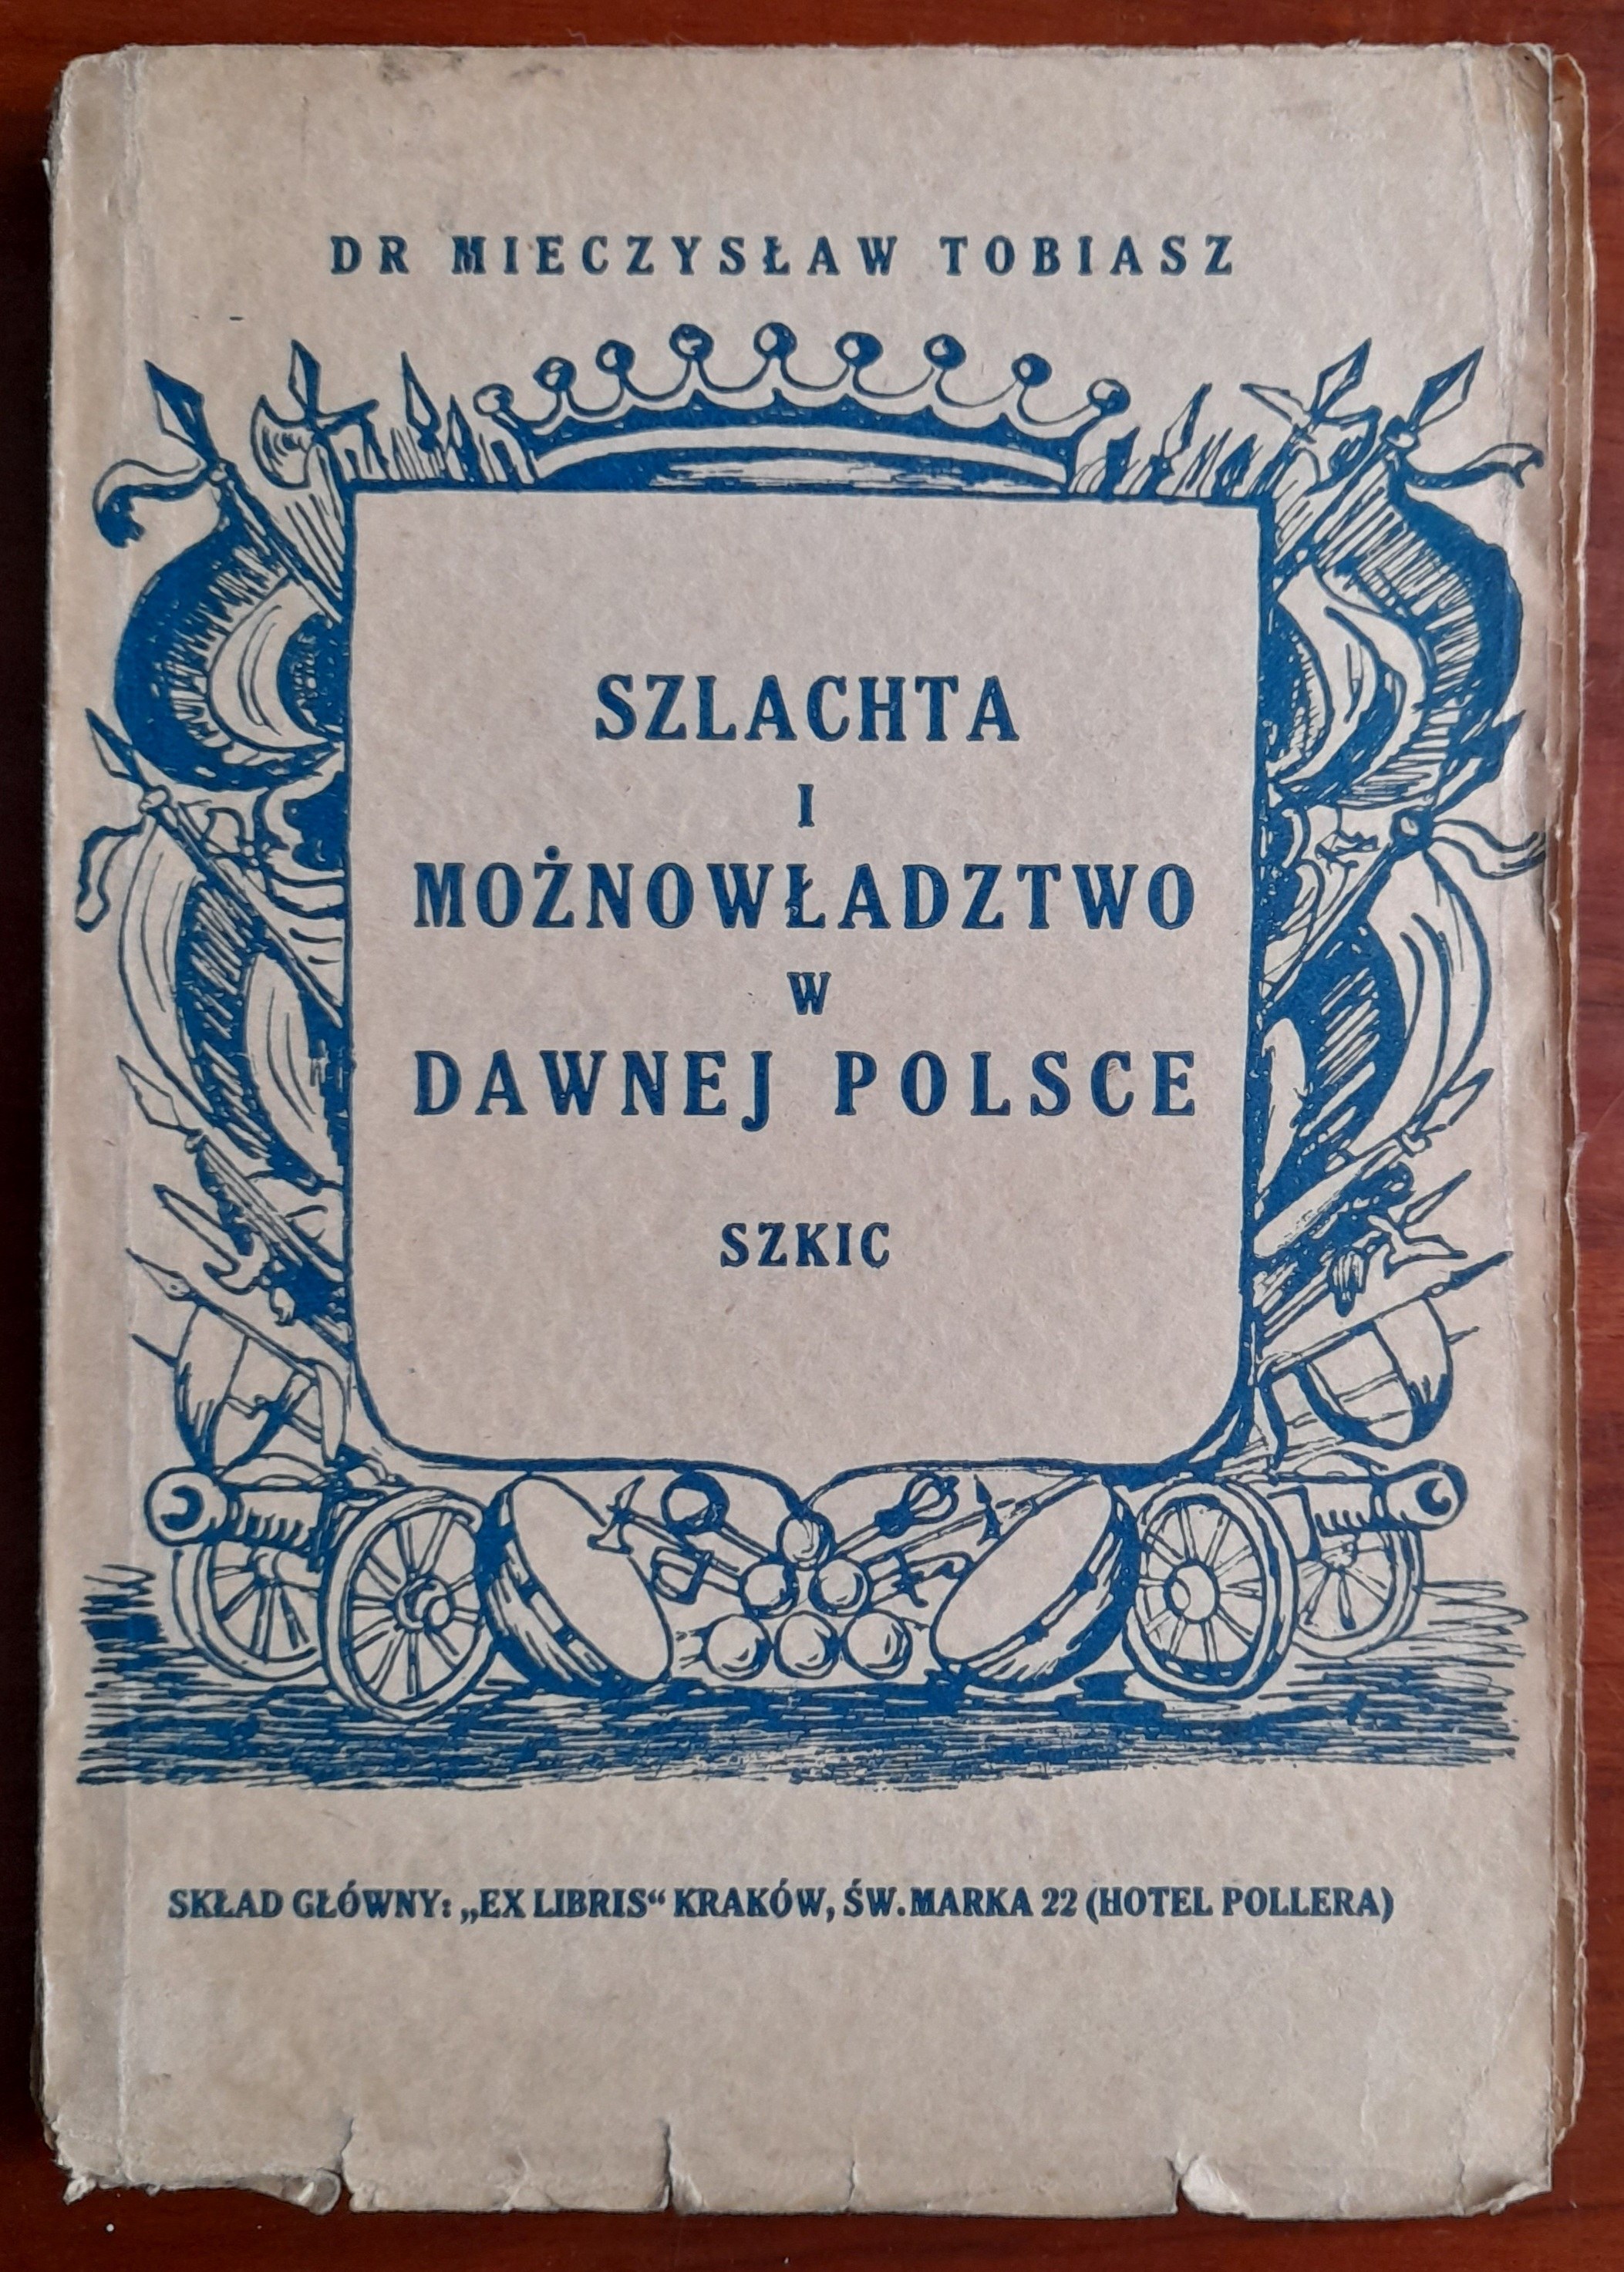 DR MIECZYSŁAW TOBIASZ
SZLACHTA
I
MOŻNOWŁADZTWO
W
DAWNEJ POLSCE
SZKIC
SKŁAD GŁÓWNY: „EX LIBRIS“ KRAKÓW, ŚW. MARKA 22 (HOTEL POLLERA)